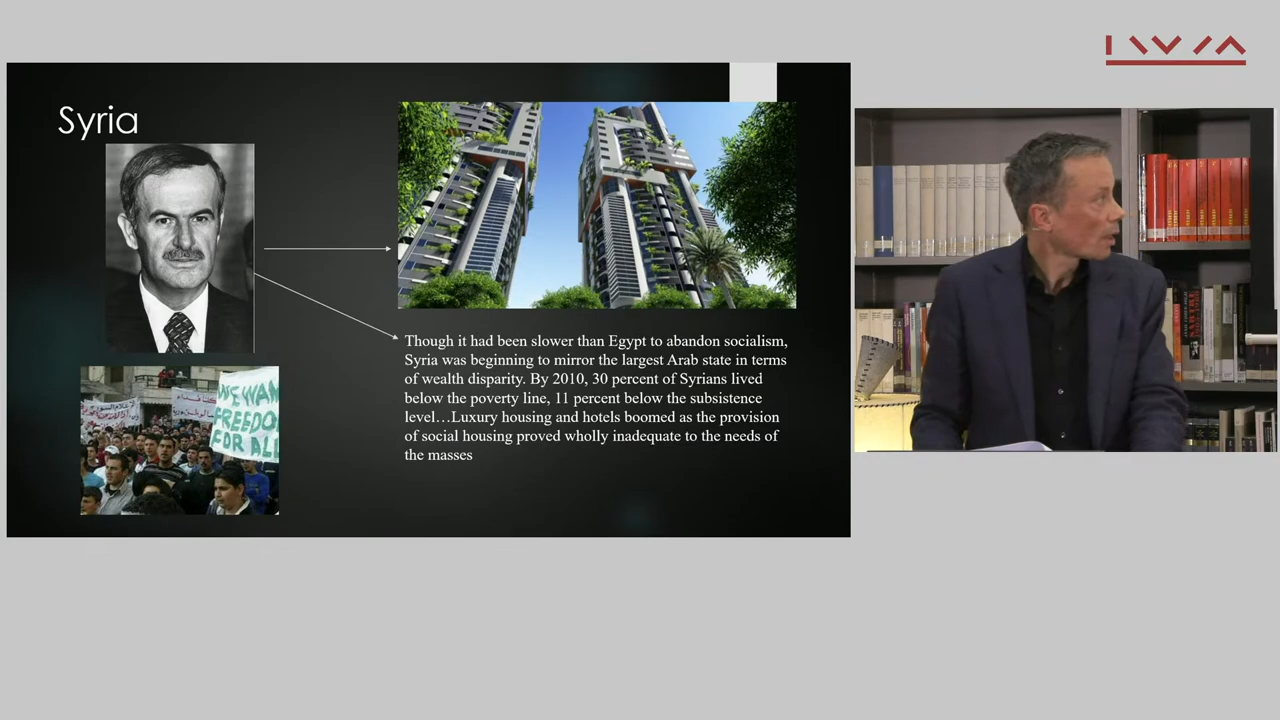 Syria
Though it had been slower than Egypt to abandon socialism,
Syria was beginning to mirror the largest Arab state in terms
of wealth disparity. By 2010, 30 percent of Syrians lived
below the poverty line, 11 percent below the subsistence
level…Luxury housing and hotels boomed as the provision
of social housing proved wholly inadequate to the needs of
the masses
FOR ALL